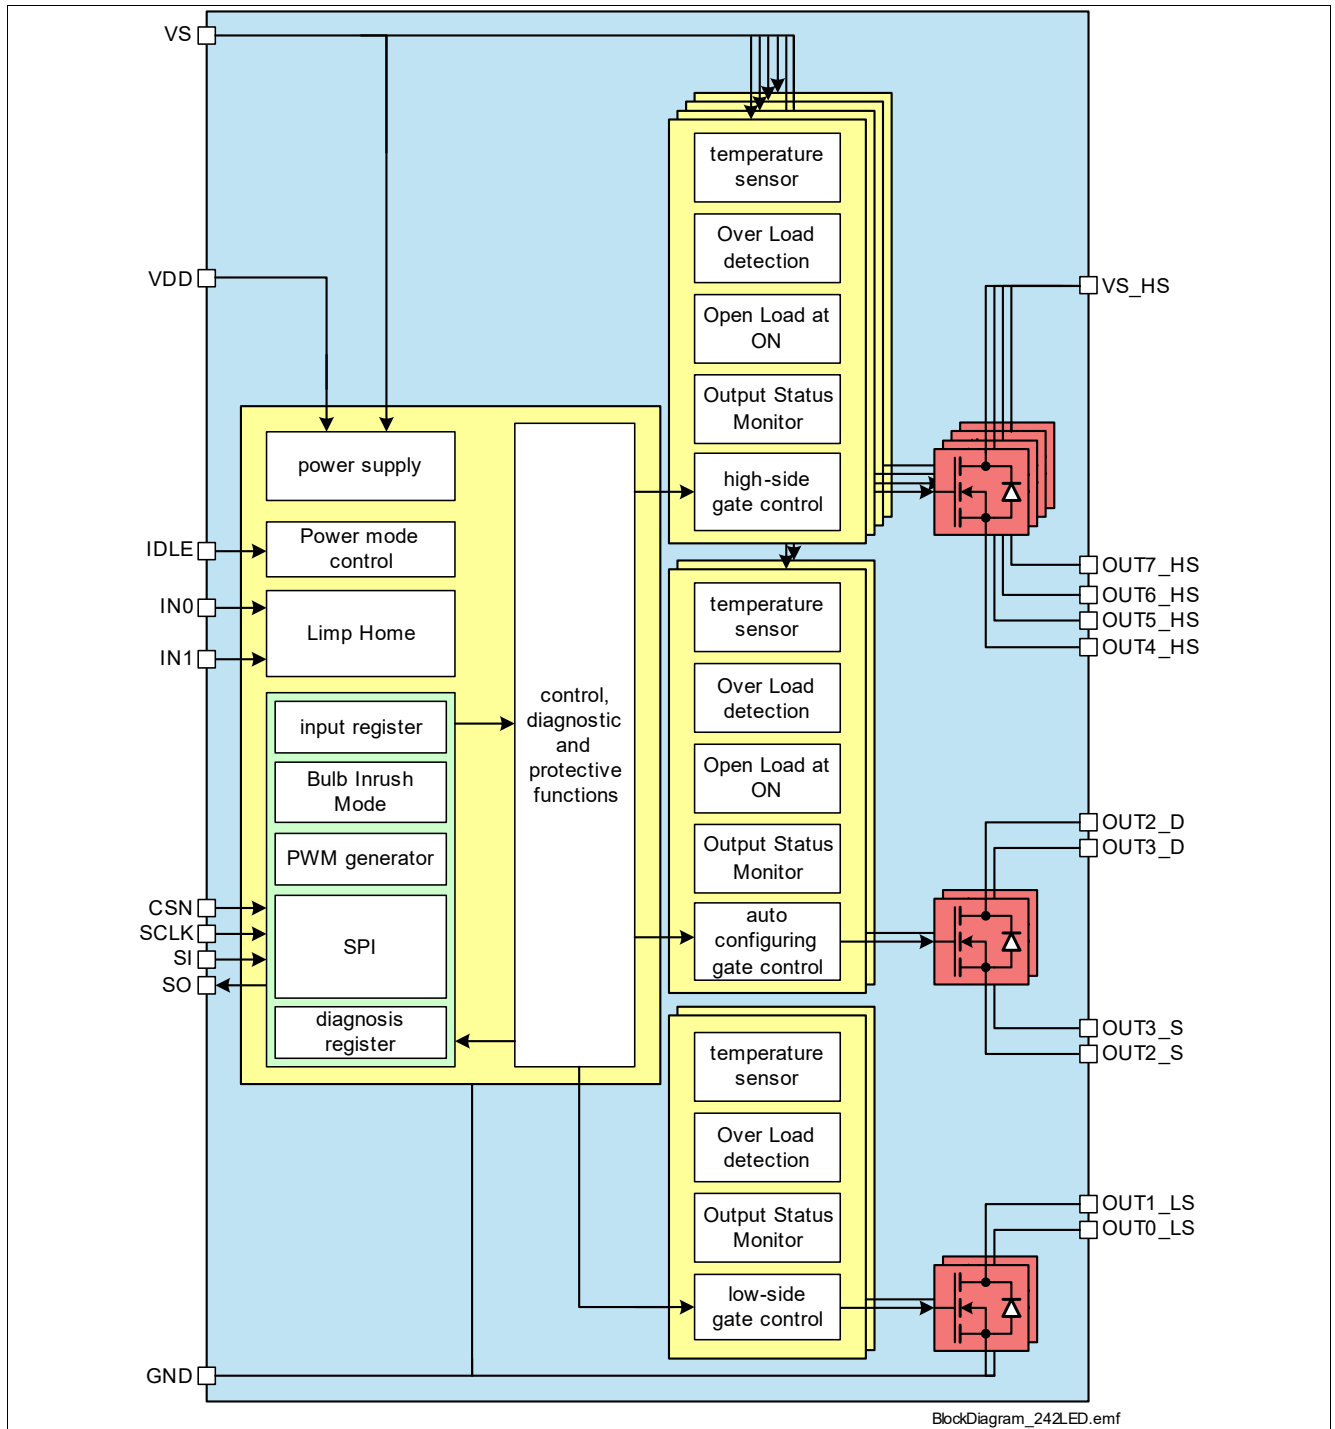 VS
temperature
sensor
Over Load
detection
VDD
VS_HS
Open Load at
ON
Output Status
Monitor
power supply
high-side
gate control
Power mode
control
IDLE
OUT7_HS
OUT6_HS
OUT5_HS
OUT4_HS
IN0
IN1
Limp Home
temperature
sensor
control,
diagnostic
and
protective
functions
Over Load
detection
input register
Open Load at
ON
Bulb Inrush
Mode
OUT2_D
OUT3_D
PWM generator
Output Status
Monitor
CSN
SCLK
SI
SO
SPI
auto
configuring
gate control
diagnosis
register
OUT3_S
OUT2_S
temperature
sensor
Over Load
detection
Output Status
Monitor
OUT1_LS
OUT0_LS
low-side
gate control
GND
BlockDiagram_242LED.emf